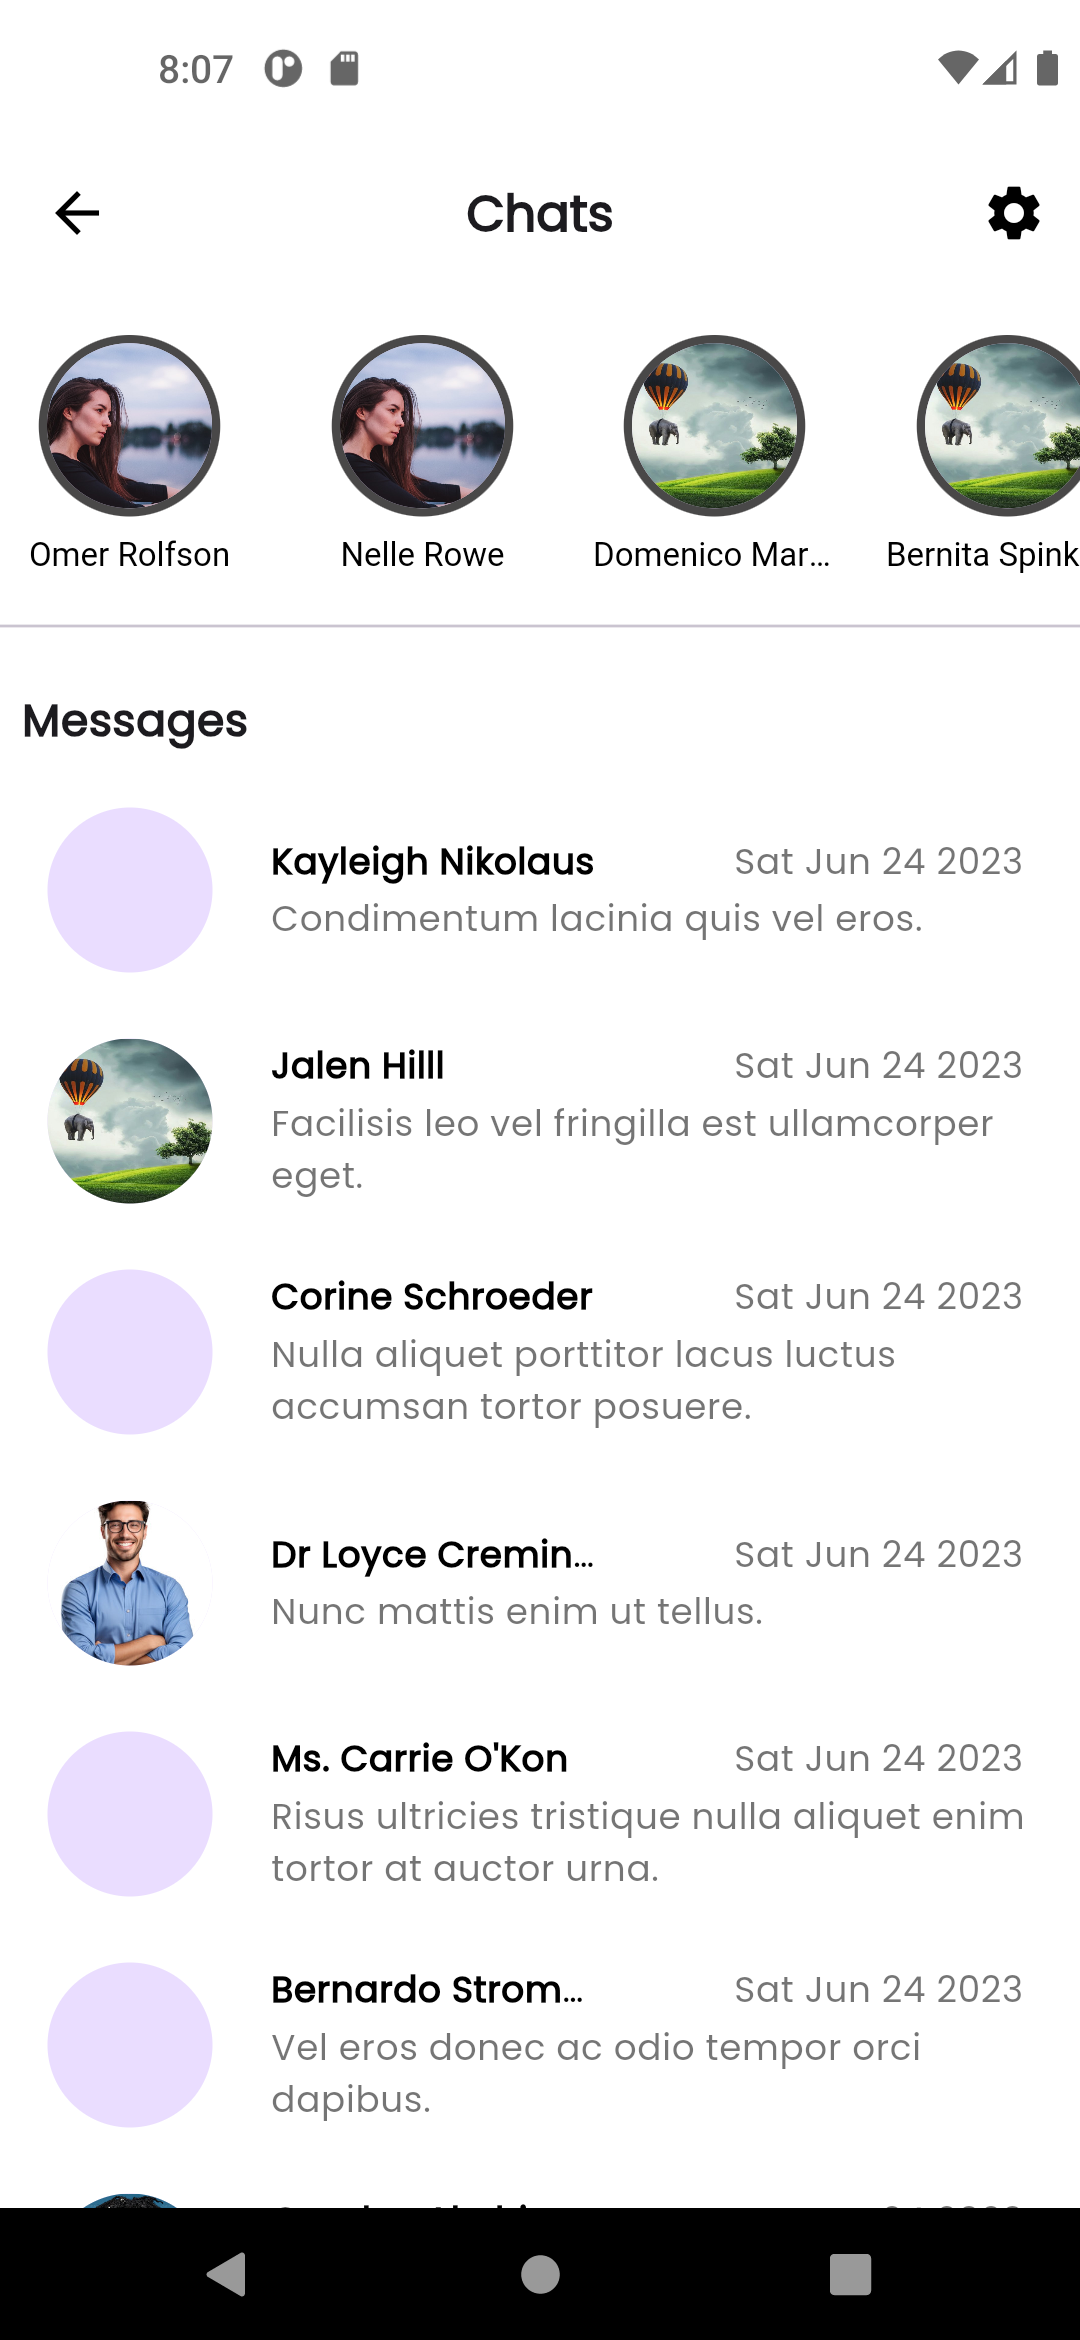 8:07
Chats
Omer Rolfson
Nelle Rowe
Domenico Mar...
Bernita Spink
Messages
Kayleigh Nikolaus
Sat Jun 24 2023
Condimentum lacinia quis vel eros.
Jalen Hilll
Sat Jun 24 2023
Facilisis leo vel fringilla est ullamcorper
eget.
Corine Schroeder
Sat Jun 24 2023
Nulla aliquet porttitor lacus luctus
accumsan tortor posuere.
Dr Loyce Cremin...
Sat Jun 24 2023
Nunc mattis enim ut tellus.
Ms. Carrie O'Kon
Sat Jun 24 2023
Risus ultricies tristique nulla aliquet enim
tortor at auctor urna.
Bernardo Strom...
Sat Jun 24 2023
Vel eros donec ac odio tempor orci
dapibus.